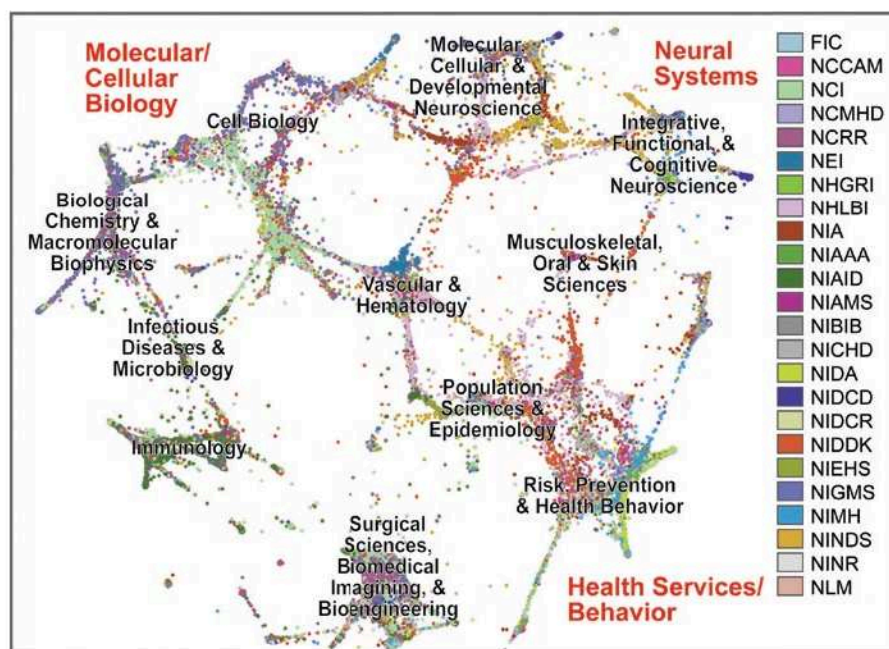 Molecular/
Cellular
Biology
Molecular,
Cellular, &
Developmental
Neuroscience
Neural
Systems
Cell Biology
Integrative,
Functional, &
Cognitive
Neuroscience
Biological
Chemistry &
Macromolecular
Biophysics
Musculoskeletal,
Oral & Skin
Sciences
Vascular &
Hematology
Infectious
Diseases &
Microbiology
Population
Sciences &
Epidemiology
Immunology
Risk, Prevention
& Health Behavior
Surgical
Sciences,
Biomedical
Imagining, &
Bioengineering
Health Services/
Behavior
FIC
NCCAM
NCI
NCMHD
NCRR
NEI
NHGRI
NHLBI
NIA
NIAAA
NIAID
NIAMS
NIBIB
NICHD
NIDA
NIDCD
NIDCR
NIDDK
NIEHS
NIGMS
NIMH
NINDS
NINR
NLM